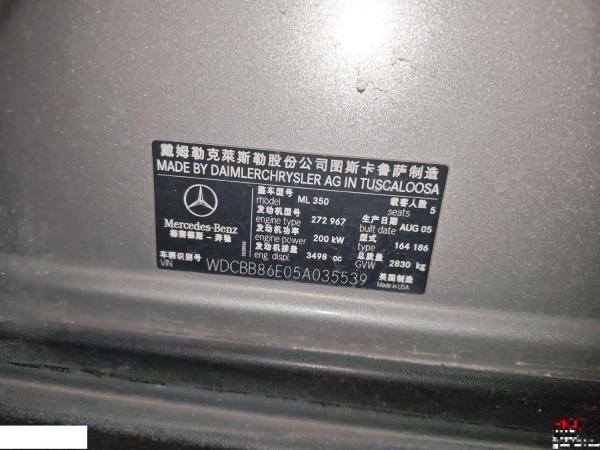 戴姆勒克莱斯勒股份公司图斯卡鲁萨制造
MADE BY DAIMLERCHRYSLER AG IN TUSCALOOSA
Mercedes-Benz
梅赛德斯-奔驰
整车型号
model ML 350
载客人数
seats 5
发动机型号
engine type 272 967
生产日期
built date AUG 05
发动机功率
engine power 200 kW
型式
type 164 186
发动机排量
eng. displ. 3498 cc
总质量
GVW 2830 kg
车辆识别号
VIN WDCBB86E05A035539
美国制造
Made in USA